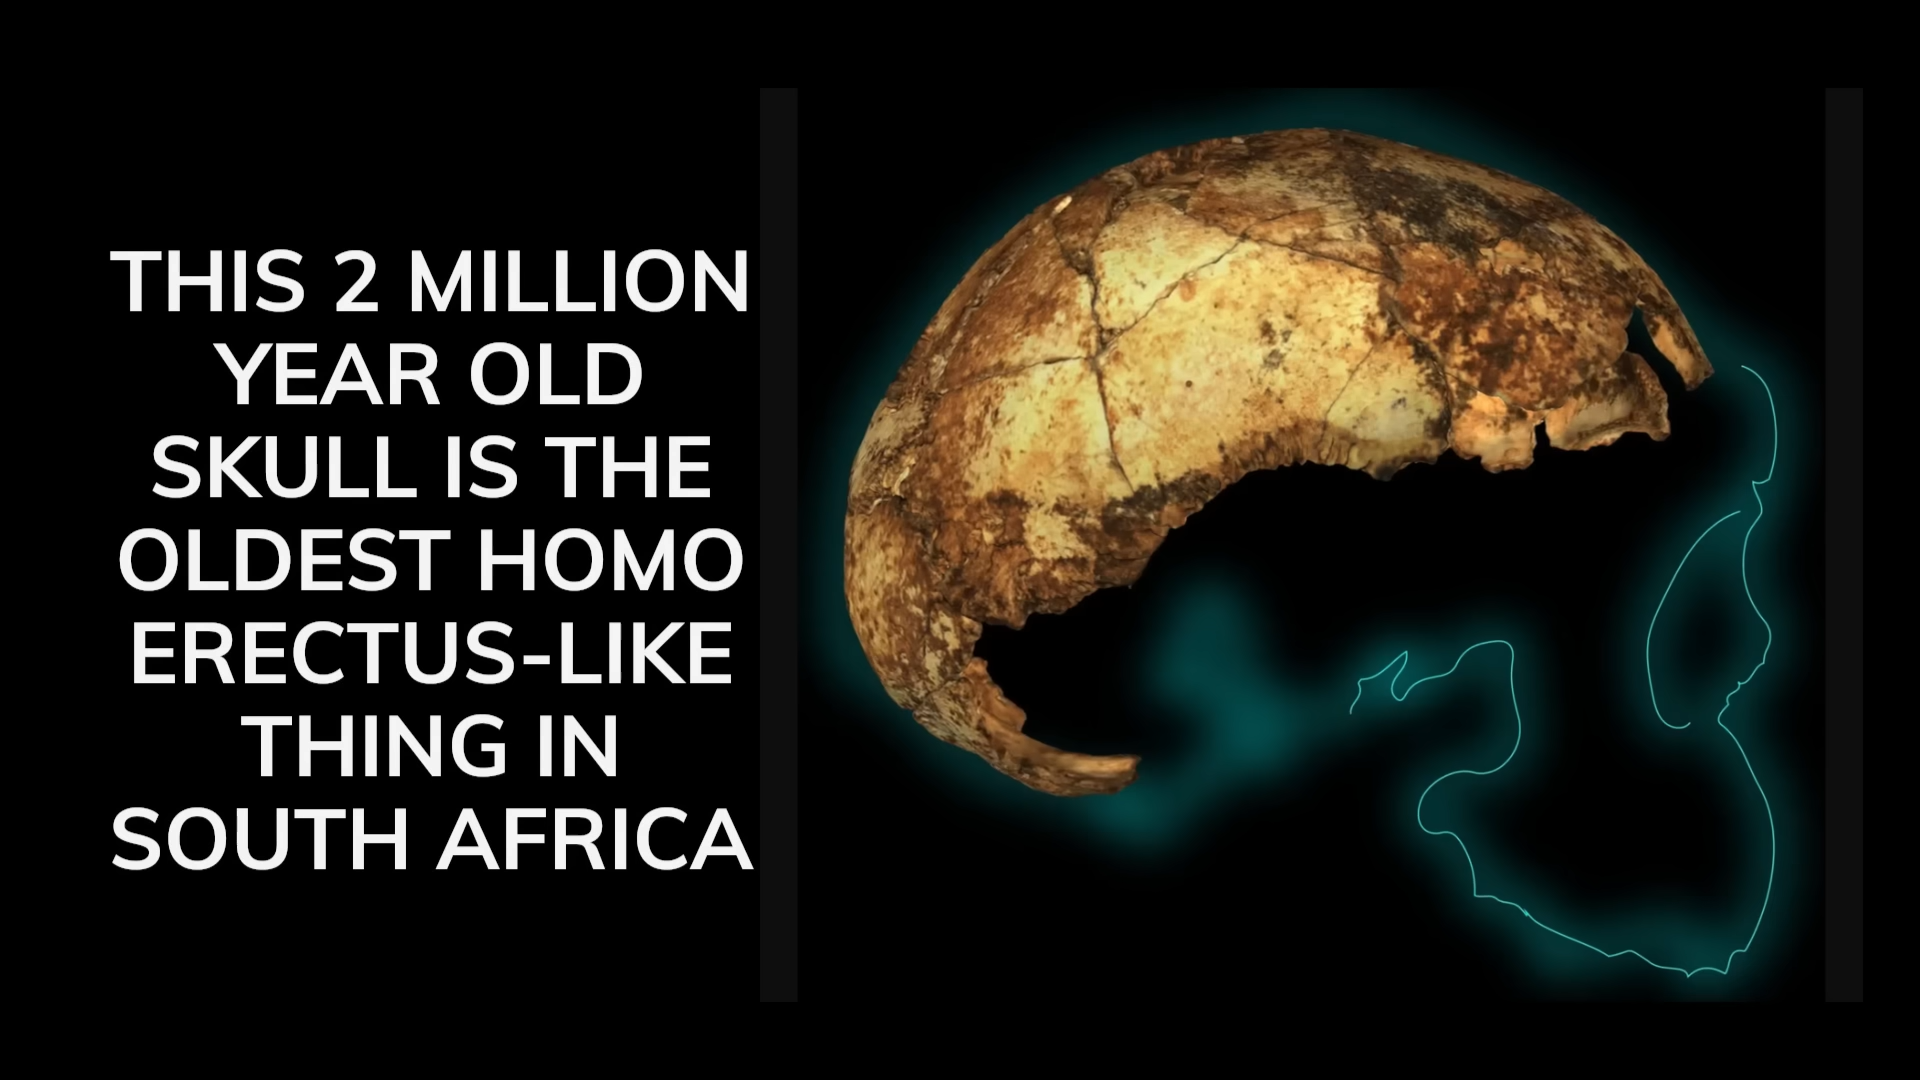 THIS 2 MILLION
YEAR OLD
SKULL IS THE
OLDEST HOMO
ERECTUS-LIKE
THING IN
SOUTH AFRICA